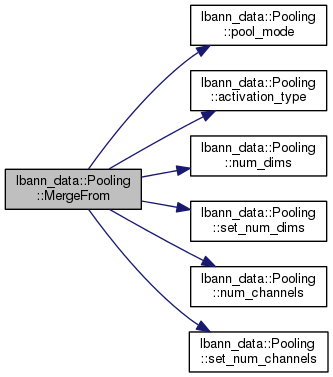 lbann_data::Pooling
::MergeFrom
lbann_data::Pooling
::pool_mode
lbann_data::Pooling
::activation_type
lbann_data::Pooling
::num_dims
lbann_data::Pooling
::set_num_dims
lbann_data::Pooling
::num_channels
lbann_data::Pooling
::set_num_channels